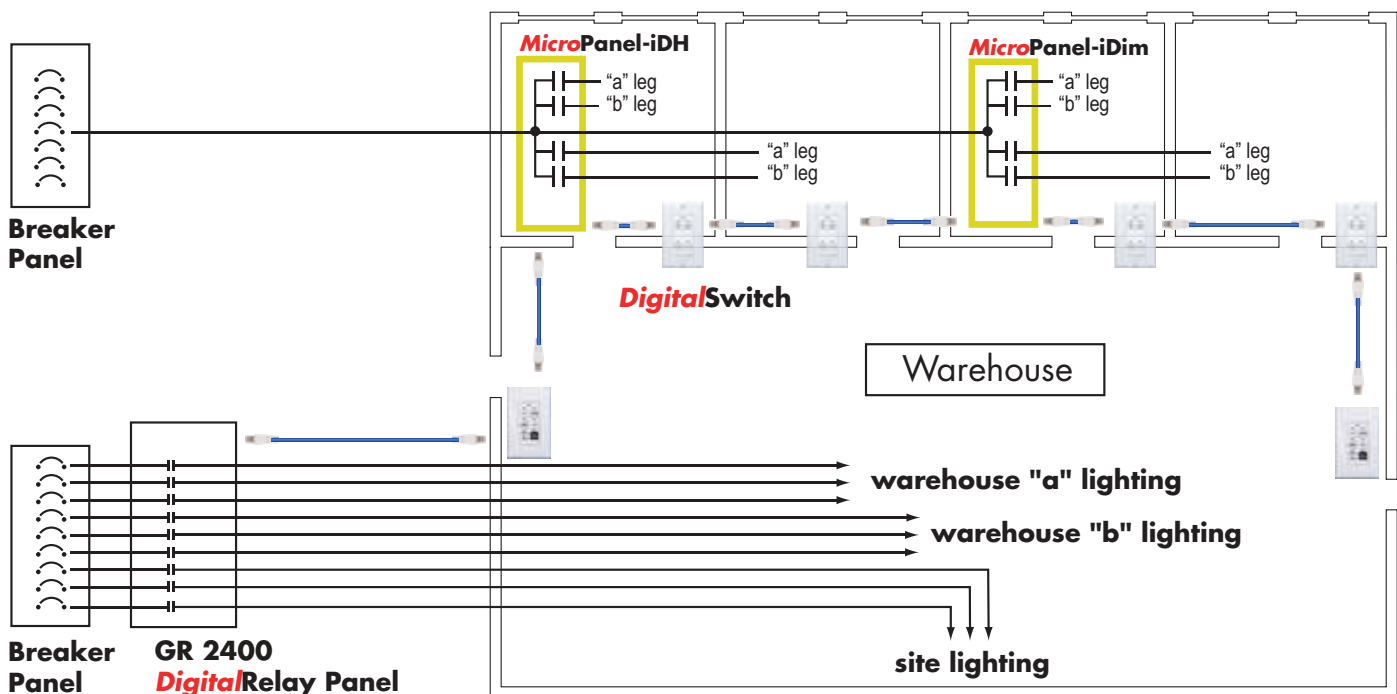 MicroPanel-iDH
MicroPanel-iDim
“a” leg
“b” leg
“a” leg
“b” leg
“a” leg
“b” leg
“a” leg
“b” leg
Breaker
Panel
DigitalSwitch
Warehouse
warehouse "a" lighting
warehouse "b" lighting
site lighting
Breaker
Panel
GR 2400
DigitalRelay Panel